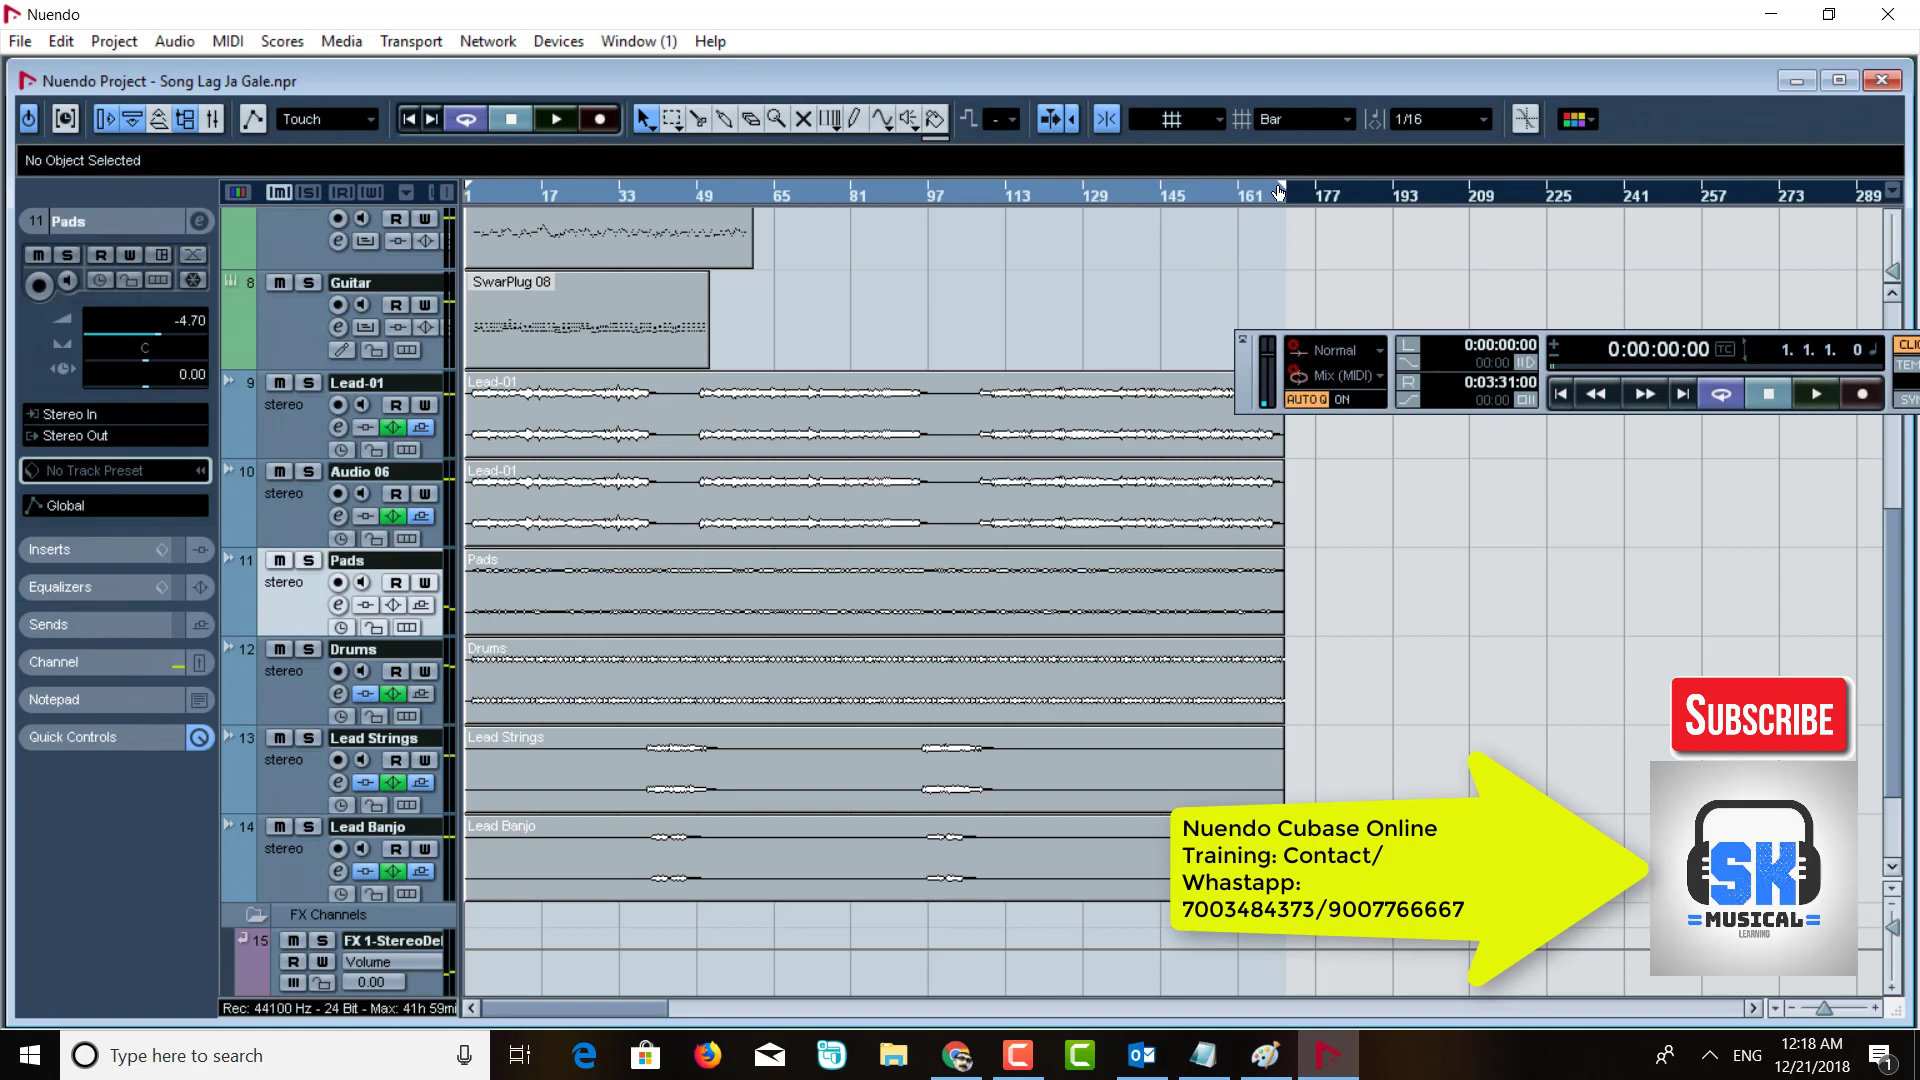 Nuendo
File Edit Project Audio MIDI Scores Media Transport Network Devices Window (1) Help
Nuendo Project - Song Lag Ja Gale.npr
Touch
- Bar 1/16
No Object Selected
[M] [S] [R] [W]
1 17 33 49 65 81 97 113 129 145 161 177 193 209 225 241 257 273 289
11 Pads
M S R W
-4.70
C
0.00
Stereo In
Stereo Out
No Track Preset
Global
Inserts
Equalizers
Sends
Channel
Notepad
Quick Controls
R W
8 M S Guitar
R W
SwarPlug 08
9 M S Lead-01
stereo R W
Lead-01
10 M S Audio 06
stereo R W
Lead-01
11 M S Pads
stereo R W
Pads
12 M S Drums
stereo R W
Drums
13 M S Lead Strings
stereo R W
Lead Strings
14 M S Lead Banjo
stereo R W
Lead Banjo
FX Channels
15 M S FX 1-StereoDel
R W Volume
0.00
Rec: 44100 Hz - 24 Bit - Max: 41h 59mi
Normal
Mix (MIDI)
AUTO Q ON
L 0:00:00:00
00:00
R 0:03:31:00
00:00
0:00:00:00 TC 1. 1. 1. 0
CLIC
TEM
SYN
SUBSCRIBE
Nuendo Cubase Online
Training: Contact/
Whastapp:
7003484373/9007766667
SK
MUSICAL
LEARNING
Type here to search
ENG
12:18 AM
12/21/2018
1